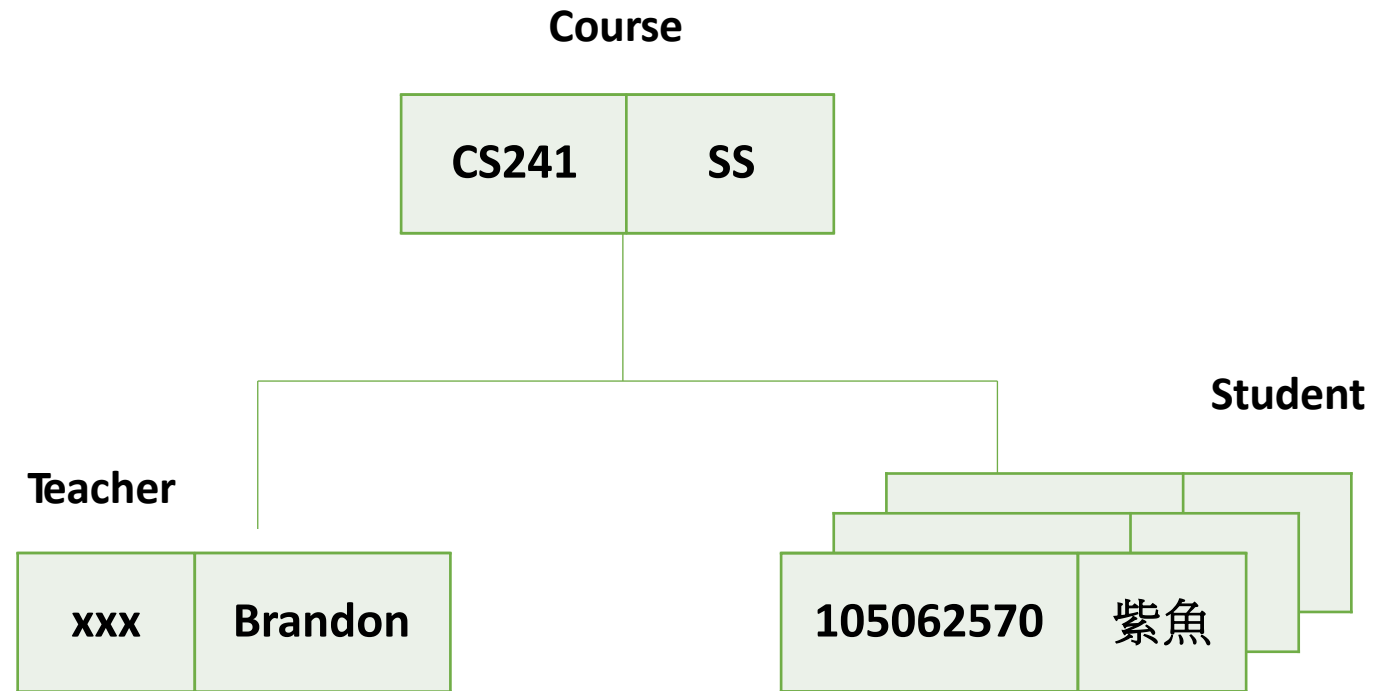 Course
CS241 SS
Student
Teacher
xxx Brandon
105062570 紫魚